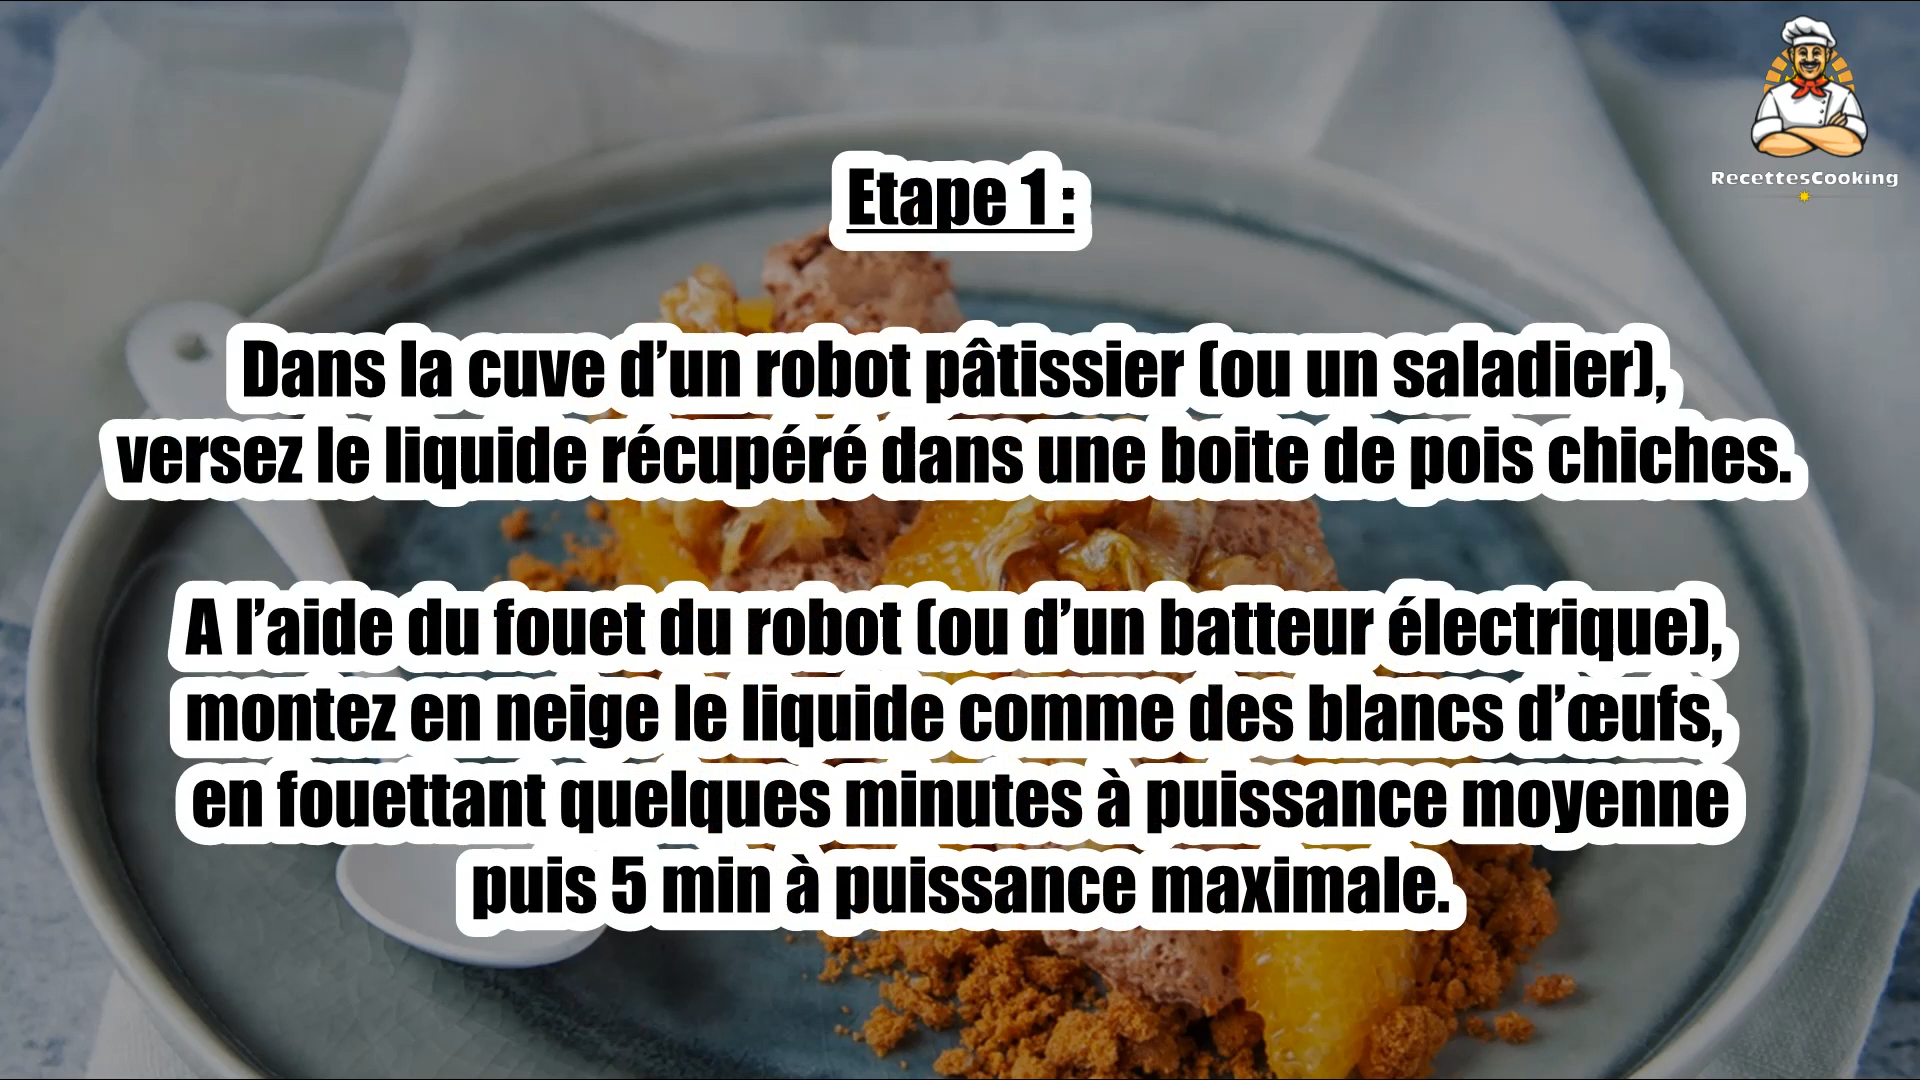 RecettesCooking
Etape 1 :
Dans la cuve d’un robot pâtissier (ou un saladier),
versez le liquide récupéré dans une boite de pois chiches.
A l’aide du fouet du robot (ou d’un batteur électrique),
montez en neige le liquide comme des blancs d’œufs,
en fouettant quelques minutes à puissance moyenne
puis 5 min à puissance maximale.